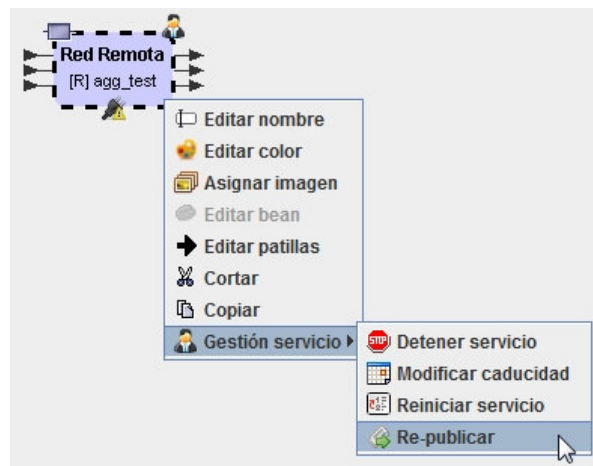 Red Remota
[R] agg_test
Editar nombre
Editar color
Asignar imagen
Editar bean
Editar patillas
Cortar
Copiar
Gestión servicio
STOP Detener servicio
Modificar caducidad
Reiniciar servicio
Re-publicar